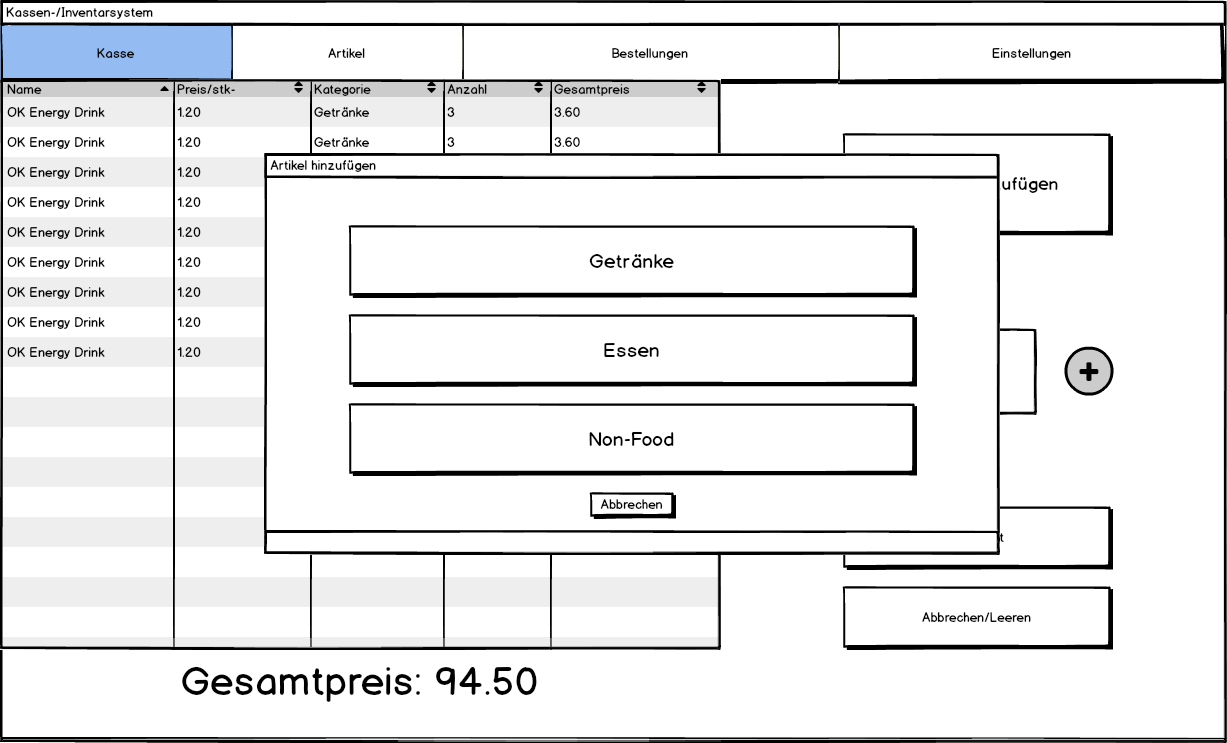 Kassen-/Inventarsystem
Kasse Artikel Bestellungen Einstellungen
Name Preis/stk- Kategorie Anzahl Gesamtpreis
OK Energy Drink 1.20 Getränke 3 3.60
OK Energy Drink 1.20 Getränke 3 3.60
OK Energy Drink 1.20
OK Energy Drink 1.20
OK Energy Drink 1.20
OK Energy Drink 1.20
OK Energy Drink 1.20
OK Energy Drink 1.20
OK Energy Drink 1.20
Artikel hinzufügen
Getränke
Essen
Non-Food
Abbrechen
ufügen
+
t
Abbrechen/Leeren
Gesamtpreis: 94.50